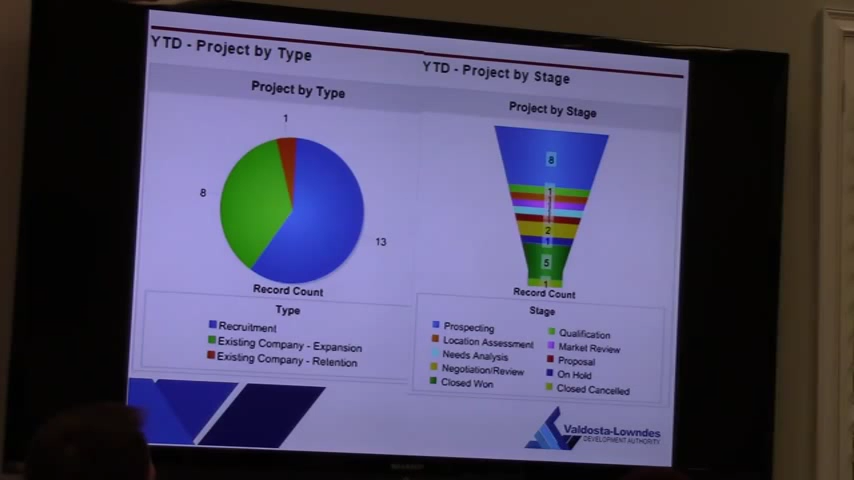 YTD - Project by Type
Project by Type
1
8
13
Record Count
Type
Recruitment
Existing Company - Expansion
Existing Company - Retention
YTD - Project by Stage
Project by Stage
8
1
2
1
5
1
Record Count
Stage
Prospecting
Qualification
Location Assessment
Market Review
Needs Analysis
Proposal
Negotiation/Review
On Hold
Closed Won
Closed Cancelled
Valdosta-Lowndes
DEVELOPMENT AUTHORITY